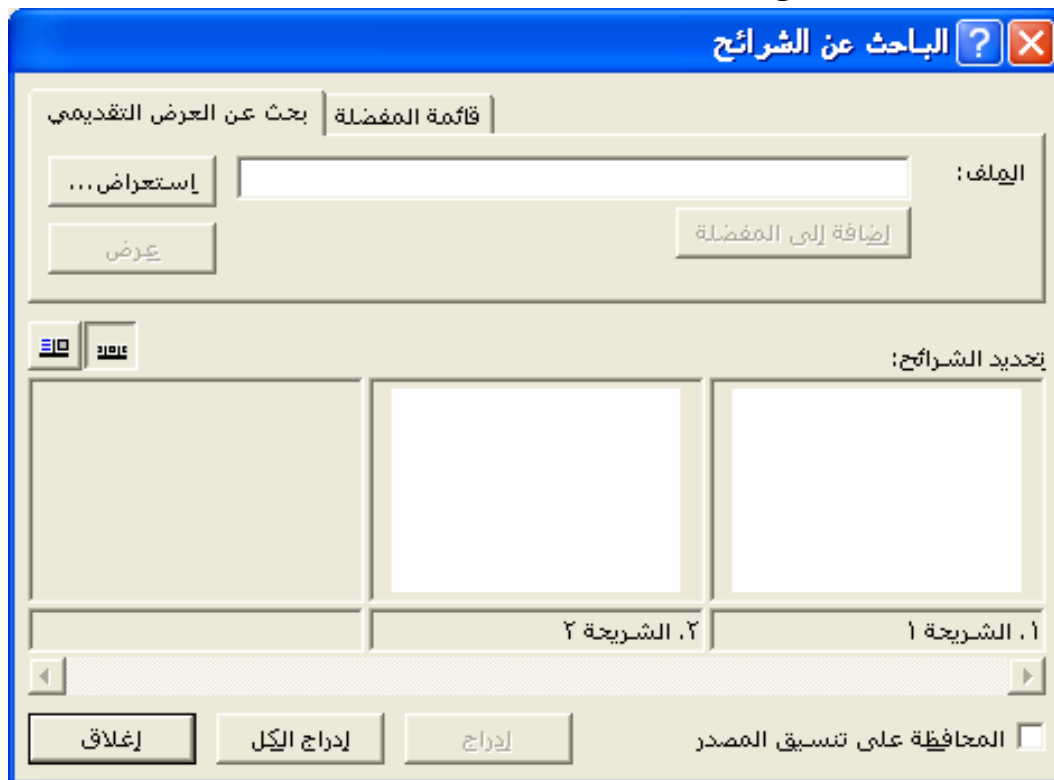 الباحث عن الشرائح
بحث عن العرض التقديمي
قائمة المفضلة
الملف:
إستعراض...
إضافة إلى المفضلة
عرض
تحديد الشرائح:
١. الشريحة ١
٢. الشريحة ٢
المحافظة على تنسيق المصدر
إدراج
إدراج الكل
إغلاق